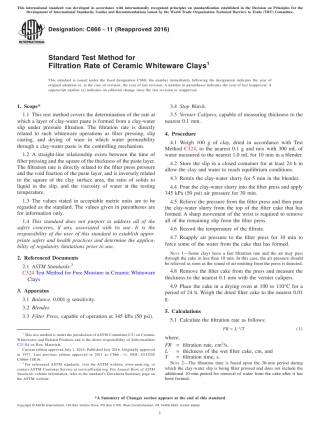 This international standard was developed in accordance with internationally recognized principles on standardization established in the Decision on Principles for the
Development of International Standards, Guides and Recommendations issued by the World Trade Organization Technical Barriers to Trade (TBT) Committee.
Designation: C866 − 11 (Reapproved 2016)
Standard Test Method for
Filtration Rate of Ceramic Whiteware Clays1
This standard is issued under the fixed designation C866; the number immediately following the designation indicates the year of
original adoption or, in the case of revision, the year of last revision. A number in parentheses indicates the year of last reapproval. A
superscript epsilon (ε) indicates an editorial change since the last revision or reapproval.
1. Scope*
1.1 This test method covers the determination of the rate at
which a layer of clay-water paste is formed from a clay-water
slip under pressure filtration. The filtration rate is directly
related to such whiteware operations as filter pressing, slip
casting, and drying of ware in which water permeability
through a clay-water paste is the controlling mechanism.
1.2 A straight-line relationship exists between the time of
filter pressing and the square of the thickness of the paste layer.
The filtration rate is directly related to the filter press pressure
and the void fraction of the paste layer, and is inversely related
to the square of the clay surface area, the ratio of solids to
liquid in the slip, and the viscosity of water at the testing
temperature.
1.3 The values stated in acceptable metric units are to be
regarded as the standard. The values given in parentheses are
for information only.
1.4 This standard does not purport to address all of the
safety concerns, if any, associated with its use. It is the
responsibility of the user of this standard to establish appro-
priate safety and health practices and determine the applica-
bility of regulatory limitations prior to use.
2. Referenced Documents
2.1 ASTM Standards:2
C324 Test Method for Free Moisture in Ceramic Whiteware
Clays
3. Apparatus
3.1 Balance, 0.001 g sensitivity.
3.2 Blender.
3.3 Filter Press, capable of operation at 345 kPa (50 psi).
1 This test method is under the jurisdiction of ASTM Committee C21 on Ceramic
Whitewares and Related Products and is the direct responsibility of Subcommittee
C21.04 on Raw Materials.
Current edition approved July 1, 2016. Published July 2016. Originally approved
in 1977. Last previous edition approved in 2011 as C866 – 11. DOI: 10.1520/
C0866-11R16.
2 For referenced ASTM standards, visit the ASTM website, www.astm.org, or
contact ASTM Customer Service at service@astm.org. For Annual Book of ASTM
Standards volume information, refer to the standard's Document Summary page on
the ASTM website.
3.4 Stop Watch.
3.5 Vernier Calipers, capable of measuring thickness to the
nearest 0.1 mm.
4. Procedure
4.1 Weigh 100 g of clay, dried in accordance with Test
Method C324, to the nearest 0.1 g and mix with 300 mL of
water measured to the nearest 1.0 mL for 10 min in a blender.
4.2 Store the slip in a closed container for at least 24 h to
allow the clay and water to reach equilibrium conditions.
4.3 Remix the clay-water slurry for 5 min in the blender.
4.4 Pour the clay-water slurry into the filter press and apply
345 kPa (50 psi) air pressure for 30 min.
4.5 Relieve the pressure from the filter press and then pour
the clay-water slurry from the top of the filter cake that has
formed. A sharp movement of the wrist is required to remove
all of the remaining slip from the filter press.
4.6 Record the temperature of the filtrate.
4.7 Reapply air pressure to the filter press for 10 min to
force some of the water from the cake that has formed.
NOTE 1—Some clays have a fast filtration rate and the air may pass
through the cake in less than 10 min. In this case, the air pressure should
be relieved as soon as the sound of air emitting from the press is detected.
4.8 Remove the filter cake from the press and measure the
thickness to the nearest 0.1 mm with the vernier calipers.
4.9 Place the cake in a drying oven at 100 to 110°C for a
period of 24 h. Weigh the dried filter cake to the nearest 0.01
g.
5. Calculations
5.1 Calculate the filtration rate as follows:
FR = L 2/T (1)
where:
FR = filtration rate, cm2/s,
L = thickness of the wet filter cake, cm, and
T = filtration time, s.
NOTE 2—The filtration time is based upon the 30-min period during
which the clay-water slip is being filter pressed and does not include the
additional 10-min period for removal of water from the cake when it has
been formed.
*A Summary of Changes section appears at the end of this standard
Copyright © ASTM International, 100 Barr Harbor Drive, PO Box C700, West Conshohocken, PA 19428-2959. United States
1